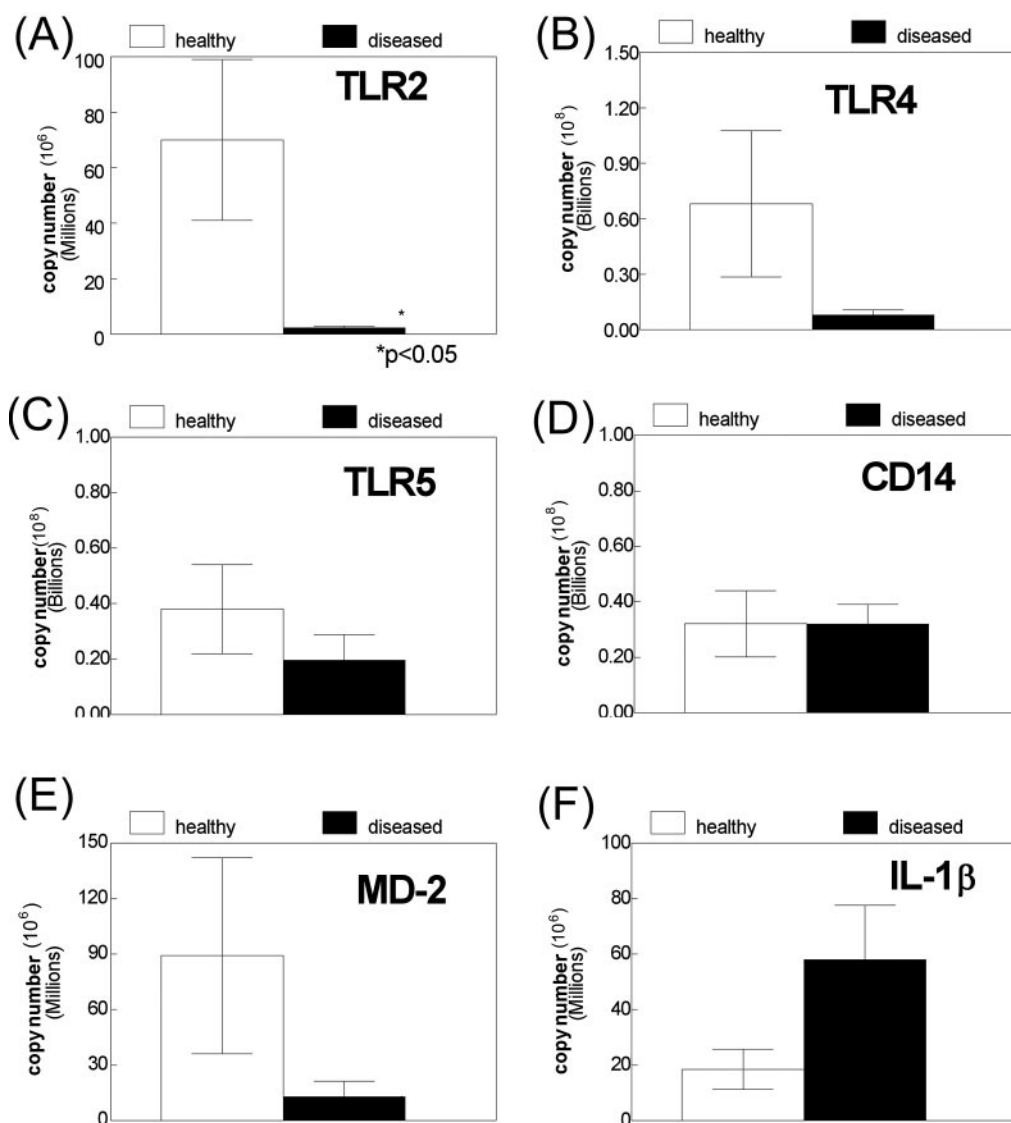 (A)
healthy diseased
TLR2
copy number (10⁶)
(Millions)
100
80
60
40
20
0
*
*p<0.05
(B)
healthy diseased
TLR4
copy number (10⁸)
(Billions)
1.50
1.20
0.90
0.60
0.30
0.00
(C)
healthy diseased
TLR5
copy number (10⁸)
(Billions)
1.00
0.80
0.60
0.40
0.20
0.00
(D)
healthy diseased
CD14
copy number (10⁸)
(Billions)
1.00
0.80
0.60
0.40
0.20
0.00
(E)
healthy diseased
MD-2
copy number (10⁶)
(Millions)
150
120
90
60
30
0
(F)
healthy diseased
IL-1β
copy number (10⁶)
(Millions)
100
80
60
40
20
0